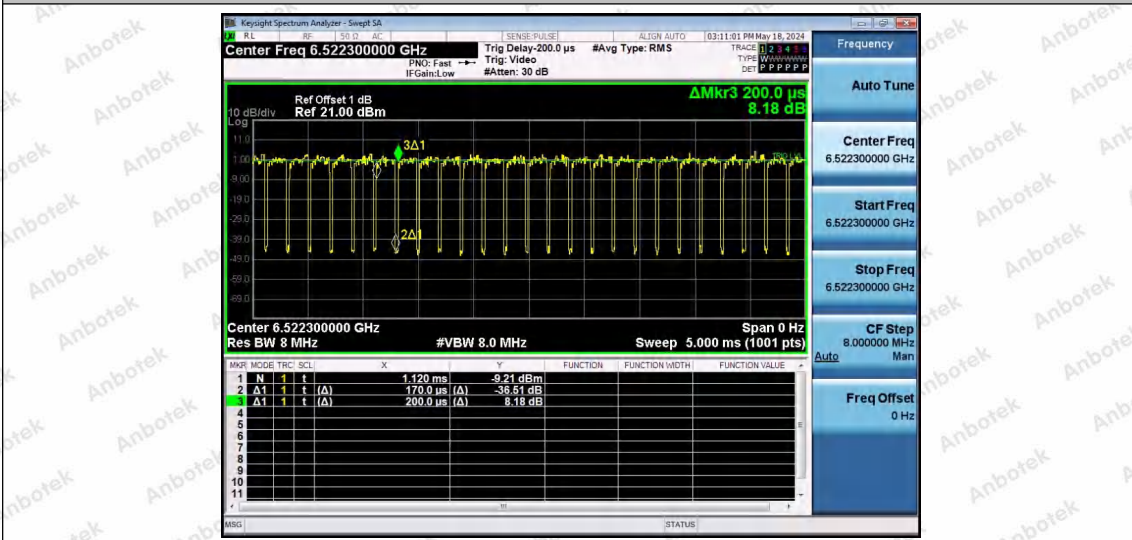 Keysight Spectrum Analyzer - Swept SA
RL RF 50 Ω AC SENSE:PULSE ALIGN AUTO 03:11:01 PM May 18, 2024
Center Freq 6.522300000 GHz
PNO: Fast
IFGain:Low
Trig Delay-200.0 µs
Trig: Video
#Atten: 30 dB
#Avg Type: RMS
TRACE 1 2 3 4 5 6
TYPE W
DET P P P P P P
Frequency
ΔMkr3 200.0 µs
8.18 dB
10 dB/div
Log
Ref Offset 1 dB
Ref 21.00 dBm
11.0
1.00
-9.00
-19.0
-29.0
-39.0
-49.0
-59.0
-69.0
3Δ1
2Δ1
Center 6.522300000 GHz
Span 0 Hz
Res BW 8 MHz
#VBW 8.0 MHz
Sweep 5.000 ms (1001 pts)
MKR MODE TRC SCL X Y FUNCTION FUNCTION WIDTH FUNCTION VALUE
1 N 1 t 1.120 ms -9.21 dBm
2 Δ1 1 t (Δ) 170.0 µs (Δ) -36.51 dB
3 Δ1 1 t (Δ) 200.0 µs (Δ) 8.18 dB
4
5
6
7
8
9
10
11
MSG
STATUS
Auto Tune
Center Freq
6.522300000 GHz
Start Freq
6.522300000 GHz
Stop Freq
6.522300000 GHz
CF Step
8.000000 MHz
Auto Man
Freq Offset
0 Hz
Anbotek